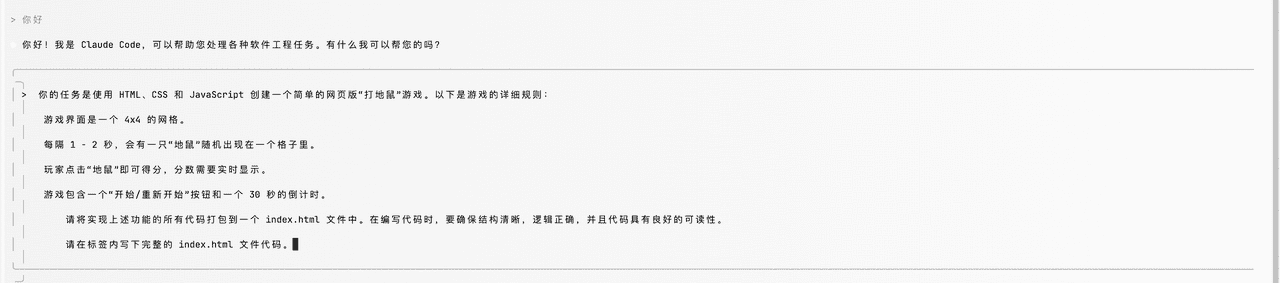 > 你好
你好！我是 Claude Code，可以帮助您处理各种软件工程任务。有什么我可以帮您的吗？
> 你的任务是使用 HTML、CSS 和 JavaScript 创建一个简单的网页版“打地鼠”游戏。以下是游戏的详细规则：
游戏界面是一个 4x4 的网格。
每隔 1 - 2 秒，会有一只“地鼠”随机出现在一个格子里。
玩家点击“地鼠”即可得分，分数需要实时显示。
游戏包含一个“开始/重新开始”按钮和一个 30 秒的倒计时。
请将实现上述功能的所有代码打包到一个 index.html 文件中。在编写代码时，要确保结构清晰，逻辑正确，并且代码具有良好的可读性。
请在标签内写下完整的 index.html 文件代码。